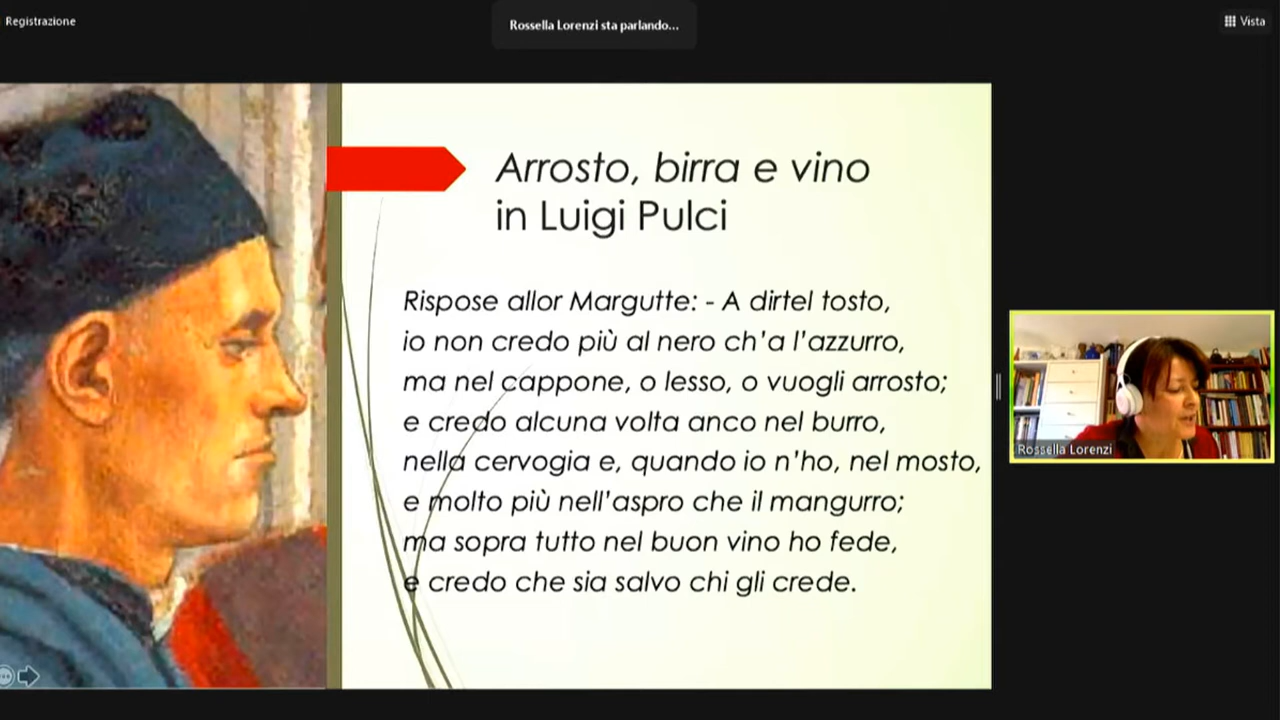 Registrazione
Rossella Lorenzi sta parlando...
Vista
Arrosto, birra e vino
in Luigi Pulci
Rispose allor Margutte: - A dirtel tosto,
io non credo più al nero ch'a l'azzurro,
ma nel cappone, o lesso, o vuogli arrosto;
e credo alcuna volta anco nel burro,
nella cervogia e, quando io n'ho, nel mosto,
e molto più nell'aspro che il mangurro;
ma sopra tutto nel buon vino ho fede,
e credo che sia salvo chi gli crede.
Rossella Lorenzi